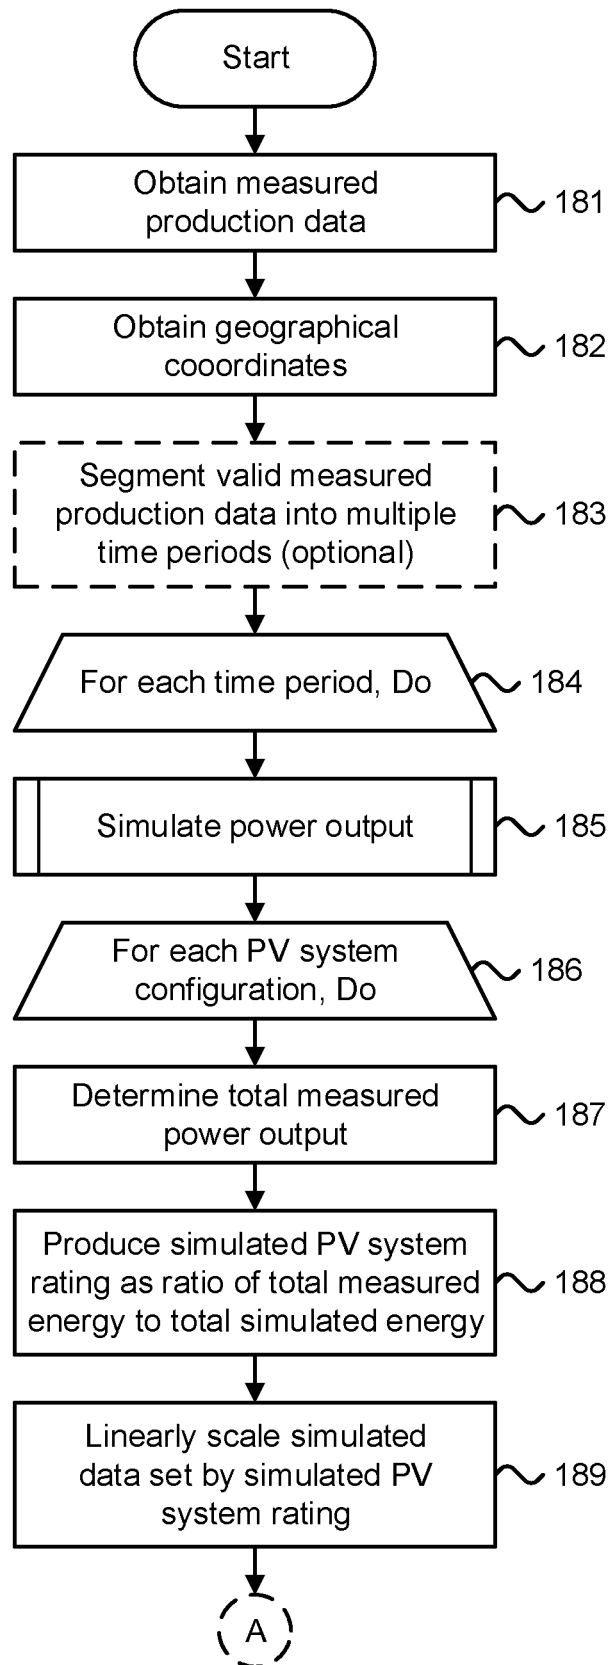 Start
Obtain measured
production data
181
Obtain geographical
cooordinates
182
Segment valid measured
production data into multiple
time periods (optional)
183
For each time period, Do
184
Simulate power output
185
For each PV system
configuration, Do
186
Determine total measured
power output
187
Produce simulated PV system
rating as ratio of total measured
energy to total simulated energy
188
Linearly scale simulated
data set by simulated PV
system rating
189
A